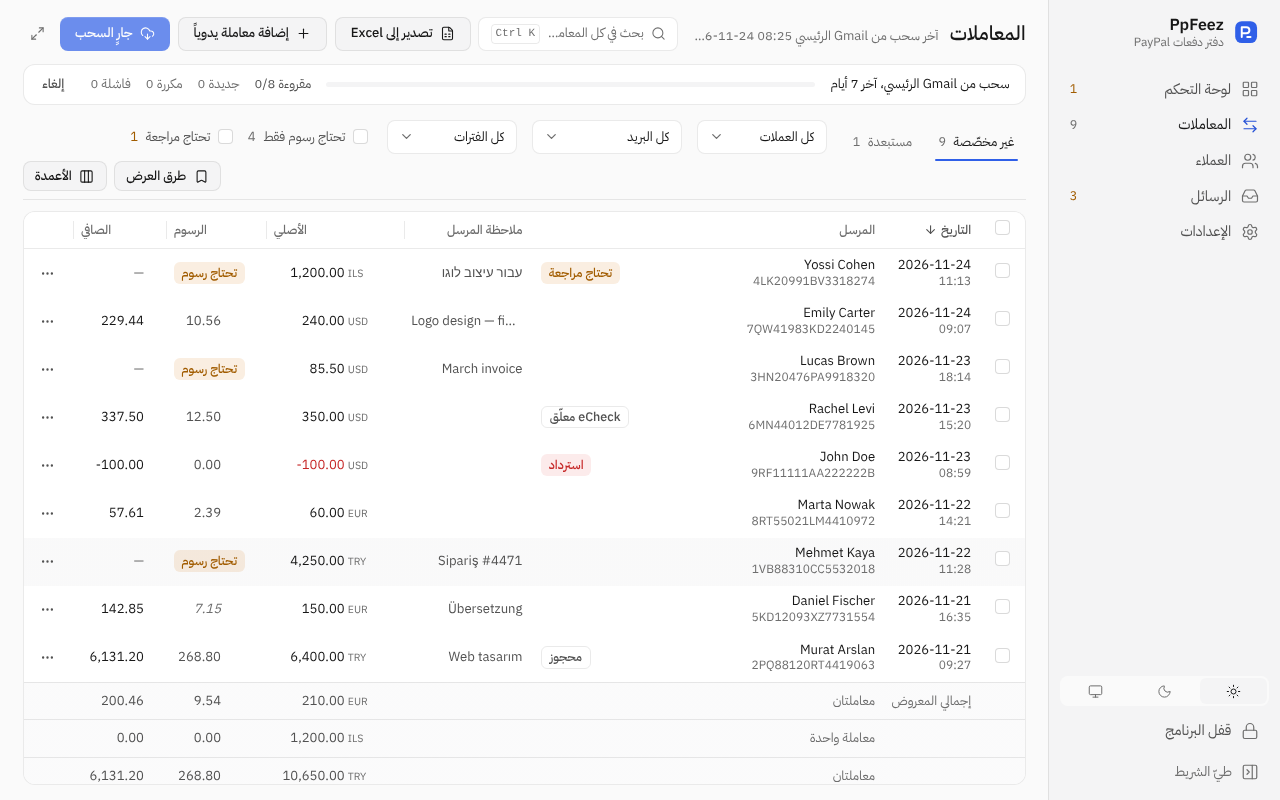 PpFeez
دفتر دفعات PayPal
لوحة التحكم 1
المعاملات 9
العملاء
الرسائل 3
الإعدادات
قفل البرنامج
طيّ الشريط
المعاملات
آخر سحب من Gmail الرئيسي 08:25 24-11-6...
بحث في كل المعامـ... Ctrl K
تصدير إلى Excel
إضافة معاملة يدوياً
جارٍ السحب
سحب من Gmail الرئيسي، آخر 7 أيام
مقروءة 0/8 جديدة 0 مكررة 0 فاشلة 0 إلغاء
غير مخصّصة 9 مستبعدة 1 كل العملات كل البريد كل الفترات تحتاج رسوم فقط 4 تحتاج مراجعة 1
طرق العرض الأعمدة
التاريخ المرسل ملاحظة المرسل الأصلي الرسوم الصافي
2026-11-24 Yossi Cohen تحتاج مراجعة עבור עיצוב לוגו 1,200.00 ILS تحتاج رسوم —
11:13 4LK20991BV3318274
2026-11-24 Emily Carter Logo design — fi... 240.00 USD 10.56 229.44
09:07 7QW41983KD2240145
2026-11-23 Lucas Brown March invoice 85.50 USD تحتاج رسوم —
18:14 3HN20476PA9918320
2026-11-23 Rachel Levi eCheck معلّق 350.00 USD 12.50 337.50
15:20 6MN44012DE7781925
2026-11-23 John Doe استرداد -100.00 USD 0.00 -100.00
08:59 9RF11111AA222222B
2026-11-22 Marta Nowak 60.00 EUR 2.39 57.61
14:21 8RT55021LM4410972
2026-11-22 Mehmet Kaya Sipariş #4471 4,250.00 TRY تحتاج رسوم —
11:28 1VB88310CC5532018
2026-11-21 Daniel Fischer Übersetzung 150.00 EUR 7.15 142.85
16:35 5KD12093XZ7731554
2026-11-21 Murat Arslan محجوز Web tasarım 6,400.00 TRY 268.80 6,131.20
09:27 2PQ88120RT4419063
إجمالي المعروض معاملتان 210.00 EUR 9.54 200.46
معاملة واحدة 1,200.00 ILS 0.00 0.00
معاملتان 10,650.00 TRY 268.80 6,131.20